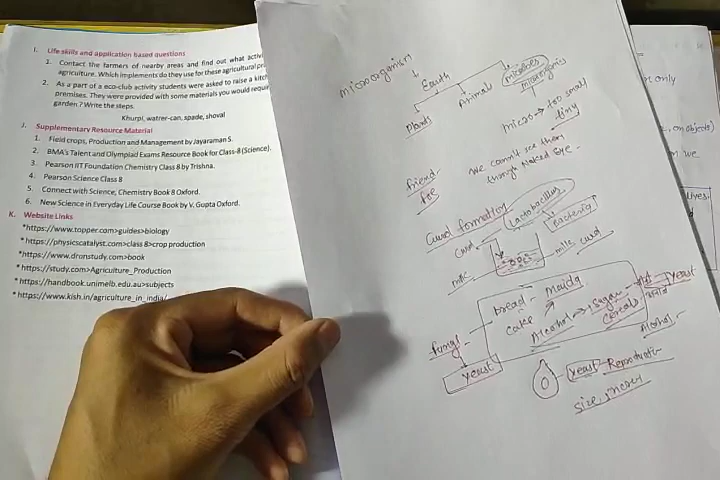 I. Life skills and application based questions
1. Contact the farmers of nearby areas and find out what activi
agriculture. Which implements do they use for these agricultural pr
2. As a part of a eco-club activity students were asked to raise a kitc
premises. They were provided with some materials you would requi
garden? Write the steps.
Khurpi, watrer-can, spade, shoval
J. Supplementary Resource Material
1. Field crops, Production and Management by Jayaraman S.
2. BMA's Talent and Olympiad Exams Resource Book for Class-8 (Science).
3. Pearson IIT Foundation Chemistry Class 8 by Trishna.
4. Pearson Science Class 8
5. Connect with Science, Chemistry Book 8 Oxford.
6. New Science in Everyday Life Course Book by V. Gupta Oxford.
K. Website Links
*https://www.topper.com>guides>biology
*https://physicscatalyst.com>class 8>crop production
*https://www.dronstudy.com>book
*https://study.com>Agriculture_Production
*https://handbook.unimelb.edu.au>subjects
*https://www.kish.in/agriculture_in_india/
microorganism
Earth
Plants
Animal
microbes
micro → too small
tiny
we can't see them
through Naked Eye.
friend
foe
Curd formation
Lactobacillus
Bacteria
curd
milk
milk curd
fungi
yeast
bread - Maida
cake
Alcohol → Sugar
cereals
yeast
Alcohol
yeast Reproduction
only
, on objects)
we
Lives.